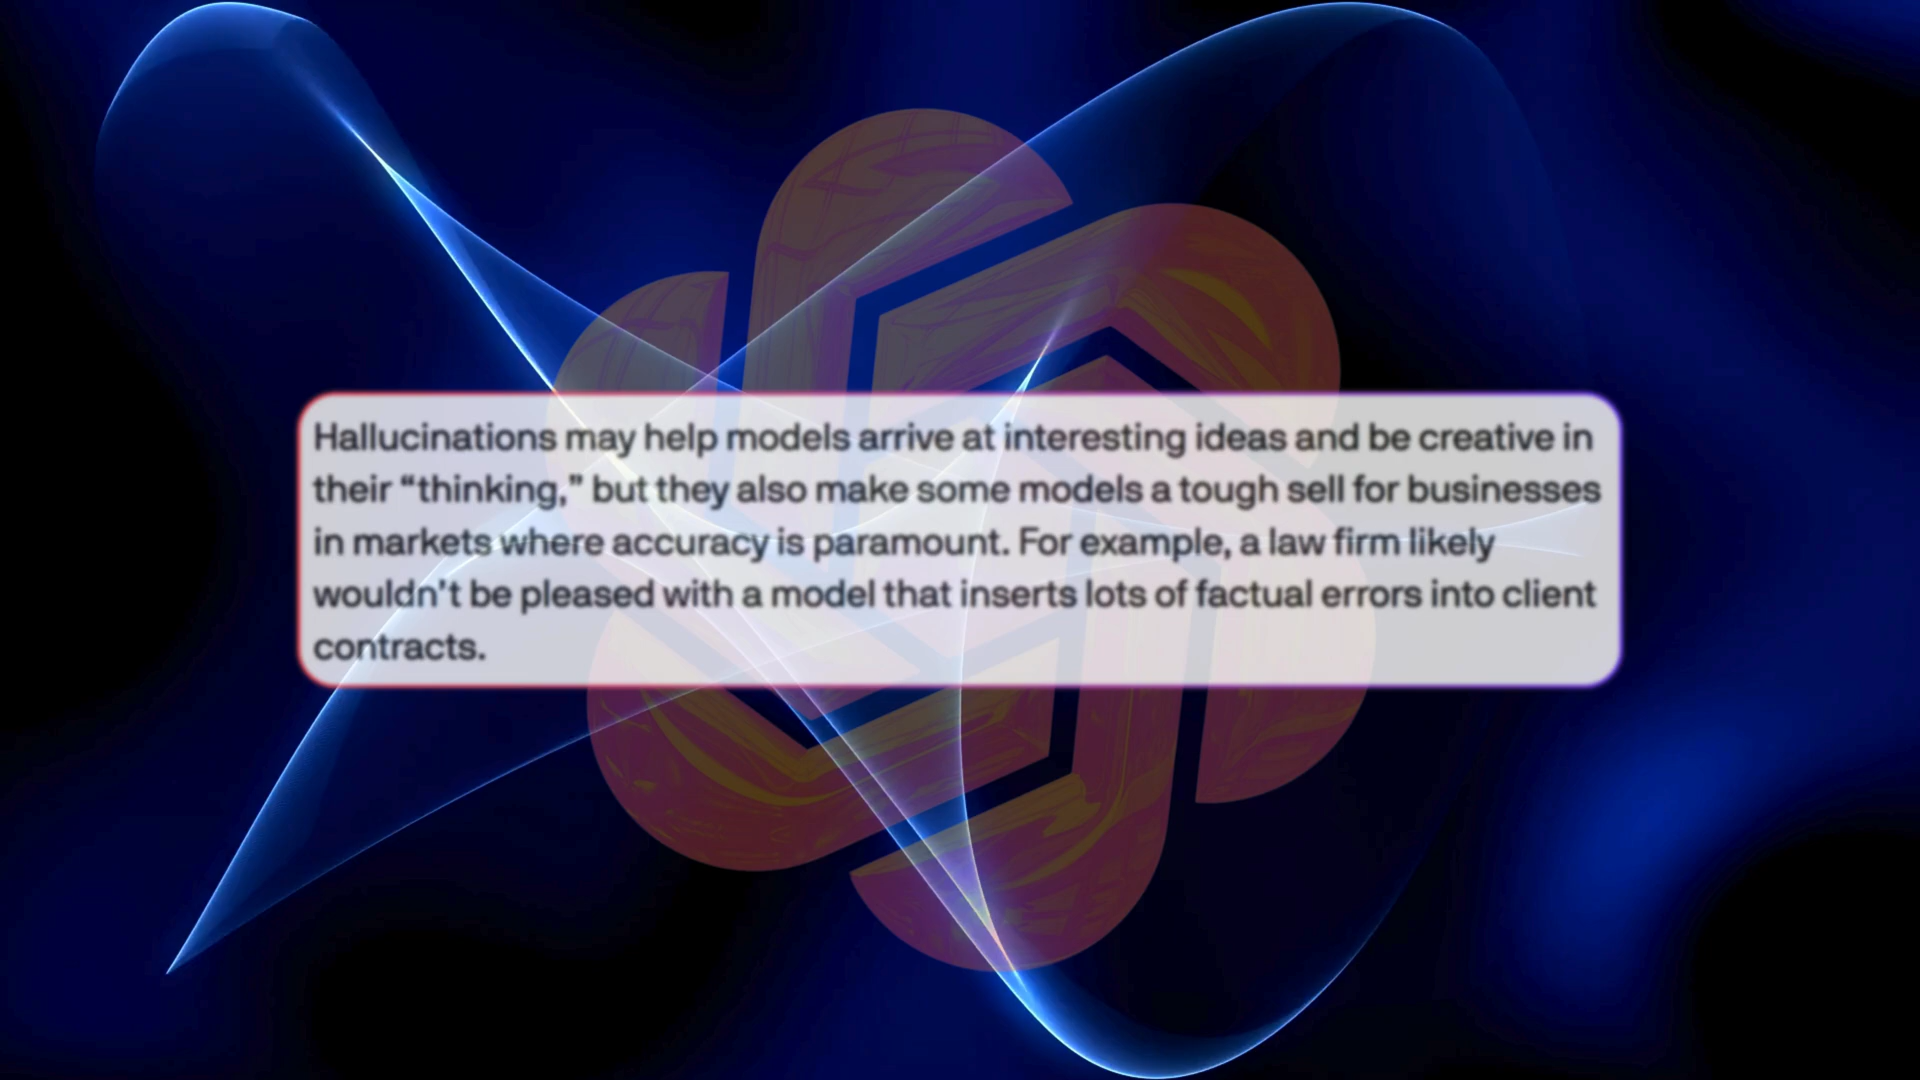 Hallucinations may help models arrive at interesting ideas and be creative in
their “thinking,” but they also make some models a tough sell for businesses
in markets where accuracy is paramount. For example, a law firm likely
wouldn’t be pleased with a model that inserts lots of factual errors into client
contracts.